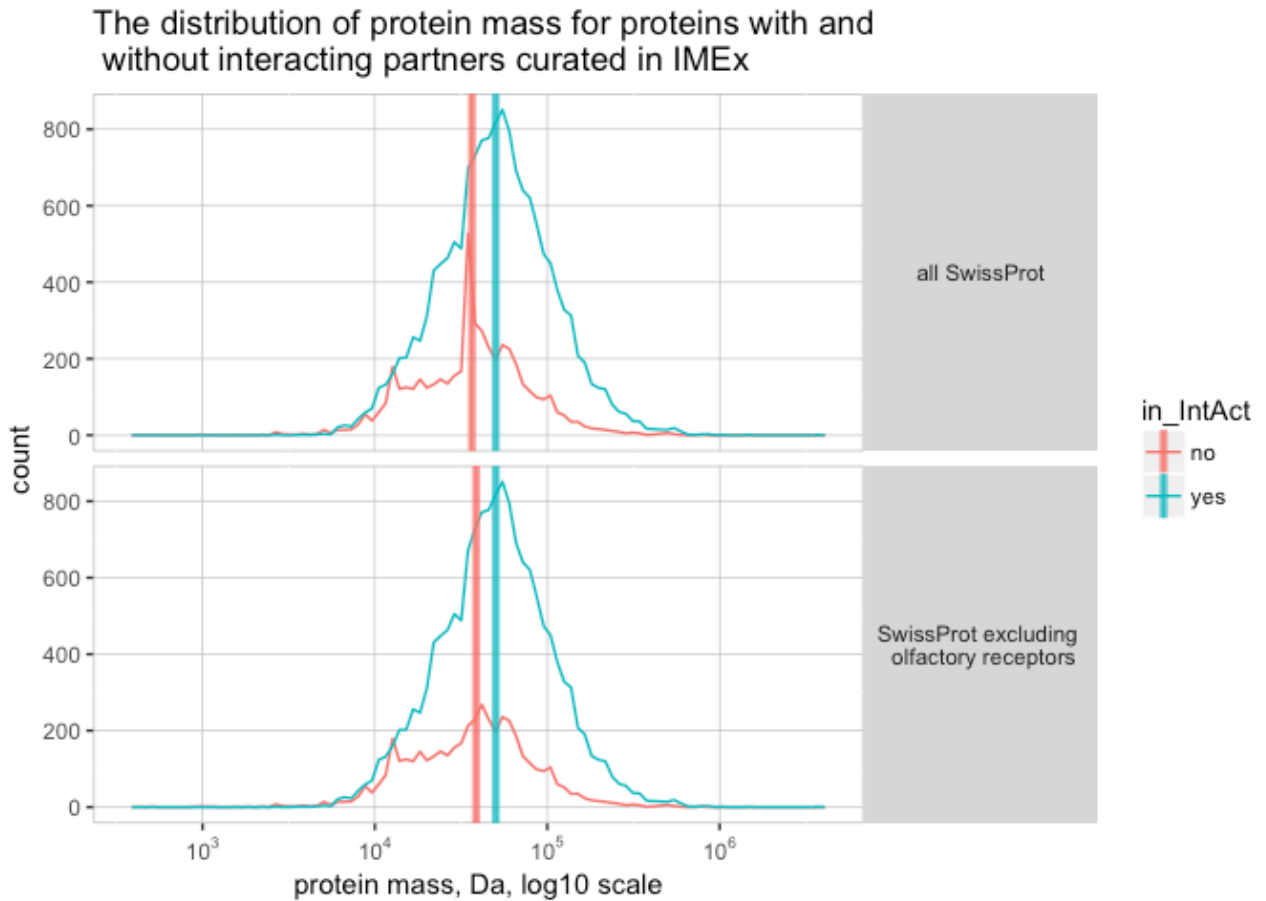 The distribution of protein mass for proteins with and
without interacting partners curated in IMEx
800
600
400
200
0
all SwissProt
800
600
400
200
0
SwissProt excluding
olfactory receptors
count
10³
10⁴
10⁵
10⁶
protein mass, Da, log10 scale
in_IntAct
no
yes